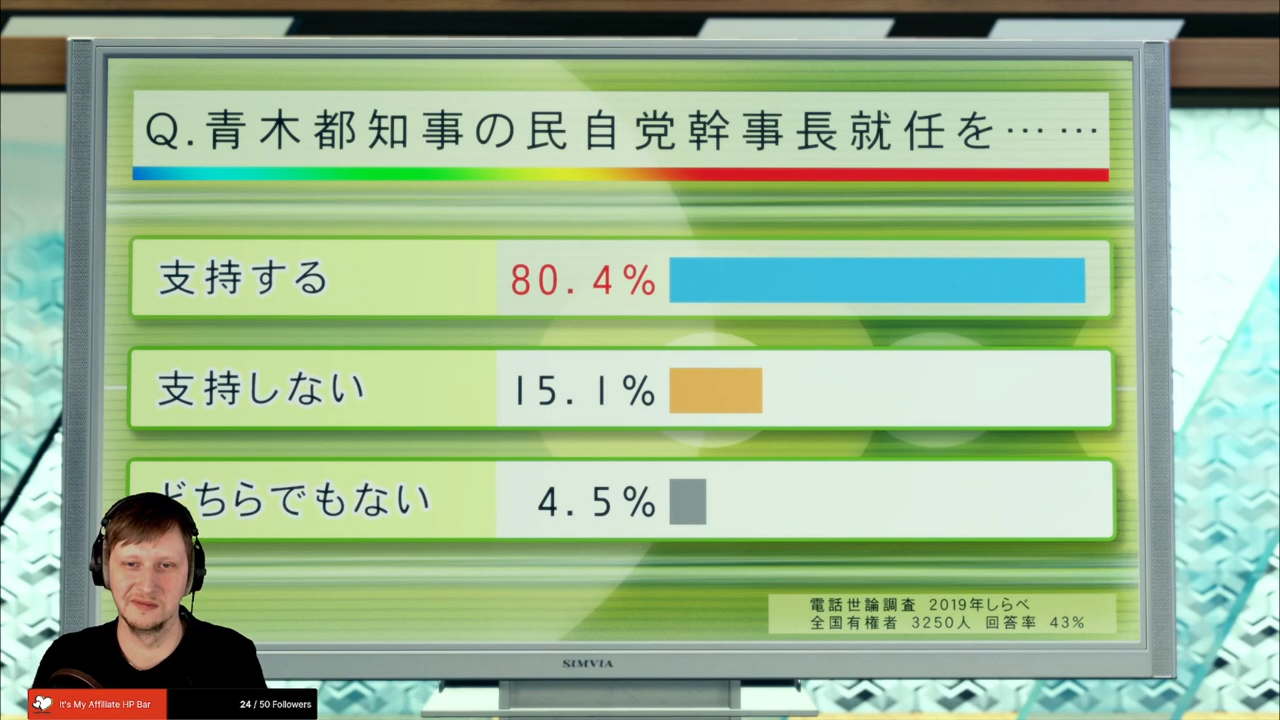 Q.青木都知事の民自党幹事長就任を……
支持する 80.4%
支持しない 15.1%
どちらでもない 4.5%
電話世論調査 2019年しらべ
全国有権者 3250人 回答率 43%
SIMVIA
It's My Affiliate HP Bar 24 / 50 Followers